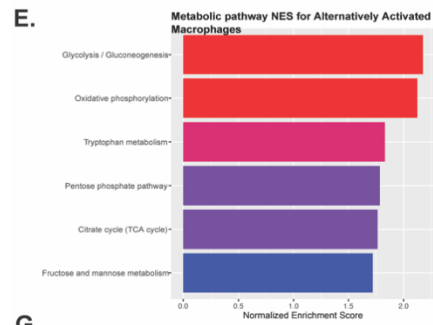 E.
Metabolic pathway NES for Alternatively Activated
Macrophages
Glycolysis / Gluconeogenesis
Oxidative phosphorylation
Tryptophan metabolism
Pentose phosphate pathway
Citrate cycle (TCA cycle)
Fructose and mannose metabolism
0.0 0.5 1.0 1.5 2.0
Normalized Enrichment Score
G